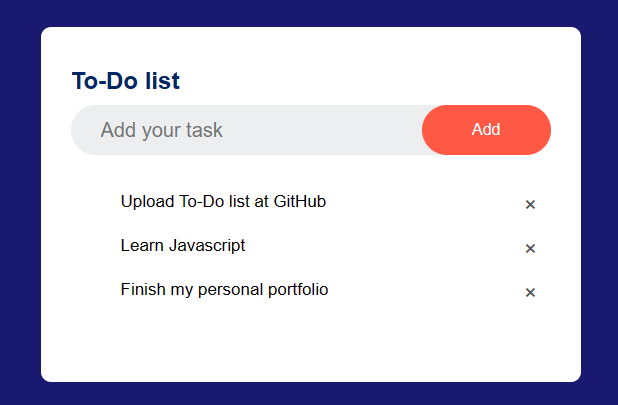 To-Do list
Add your task
Add
Upload To-Do list at GitHub ×
Learn Javascript ×
Finish my personal portfolio ×